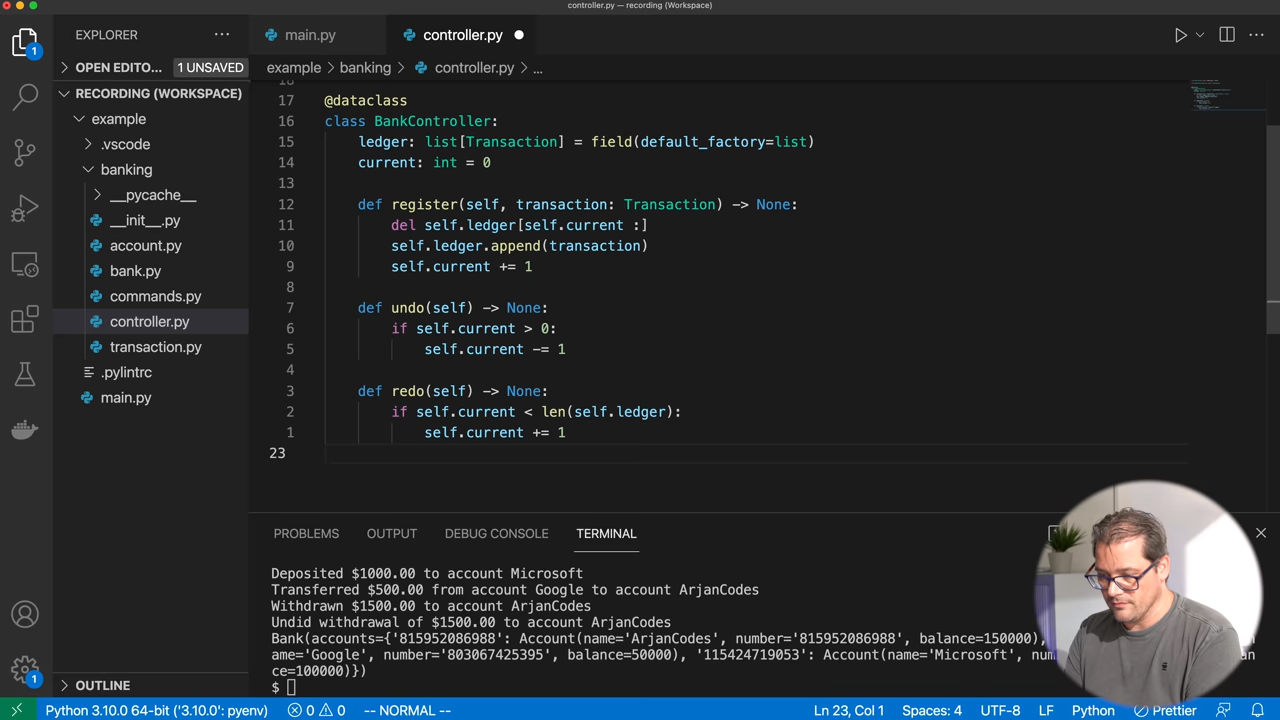 controller.py — recording (Workspace)
EXPLORER
main.py
controller.py
OPEN EDITO... 1 UNSAVED
example > banking > controller.py > ...
RECORDING (WORKSPACE)
example
.vscode
banking
__pycache__
__init__.py
account.py
bank.py
commands.py
controller.py
transaction.py
.pylintrc
main.py
OUTLINE
1
1
17 @dataclass
16 class BankController:
15 ledger: list[Transaction] = field(default_factory=list)
14 current: int = 0
13
12 def register(self, transaction: Transaction) -> None:
11 del self.ledger[self.current :]
10 self.ledger.append(transaction)
9 self.current += 1
8
7 def undo(self) -> None:
6 if self.current > 0:
5 self.current -= 1
4
3 def redo(self) -> None:
2 if self.current < len(self.ledger):
1 self.current += 1
23
PROBLEMS OUTPUT DEBUG CONSOLE TERMINAL
Deposited $1000.00 to account Microsoft
Transferred $500.00 from account Google to account ArjanCodes
Withdrawn $1500.00 to account ArjanCodes
Undid withdrawal of $1500.00 to account ArjanCodes
Bank(accounts={'815952086988': Account(name='ArjanCodes', number='815952086988', balance=150000),
ame='Google', number='803067425395', balance=50000), '115424719053': Account(name='Microsoft',
ce=100000)})
$
Python 3.10.0 64-bit ('3.10.0': pyenv) 0 0 -- NORMAL -- Ln 23, Col 1 Spaces: 4 UTF-8 LF Python Prettier